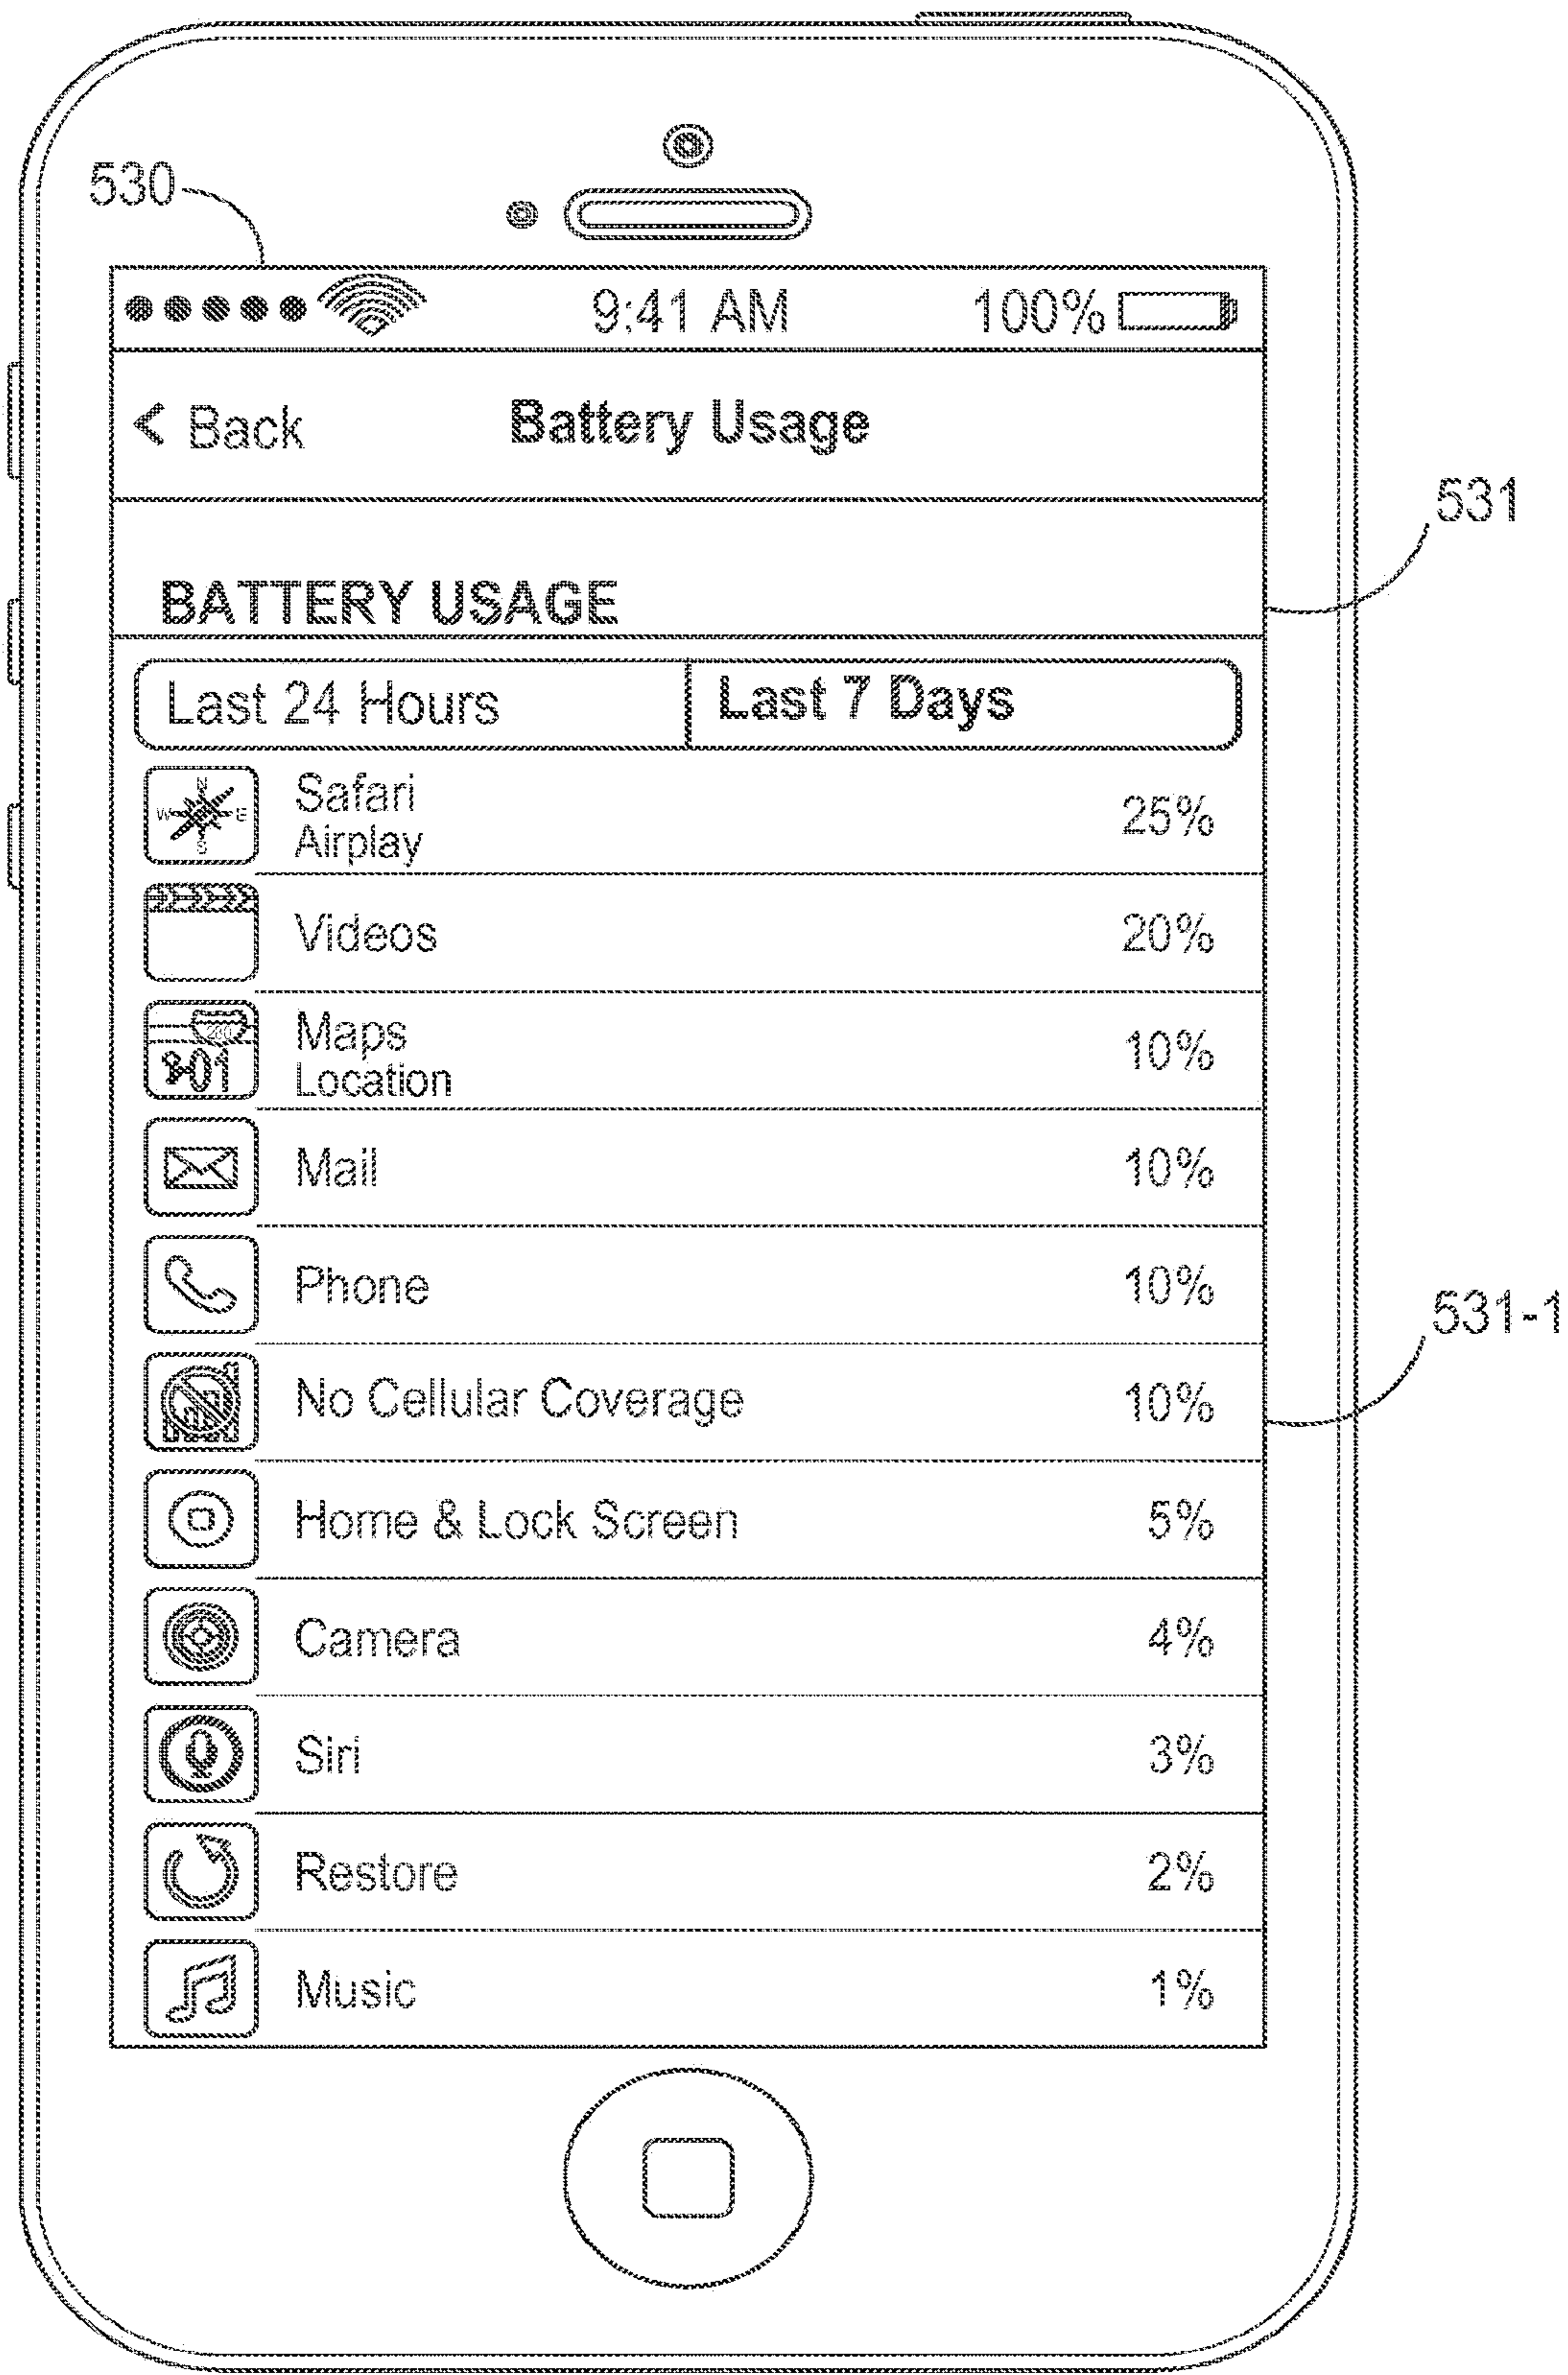 530
9:41 AM 100%
< Back Battery Usage
531
BATTERY USAGE
Last 24 Hours Last 7 Days
N
W E
S
Safari 25%
Airplay
Videos 20%
280
Maps 10%
Location
Mail 10%
Phone 10%
531-1
No Cellular Coverage 10%
Home & Lock Screen 5%
Camera 4%
Siri 3%
Restore 2%
Music 1%